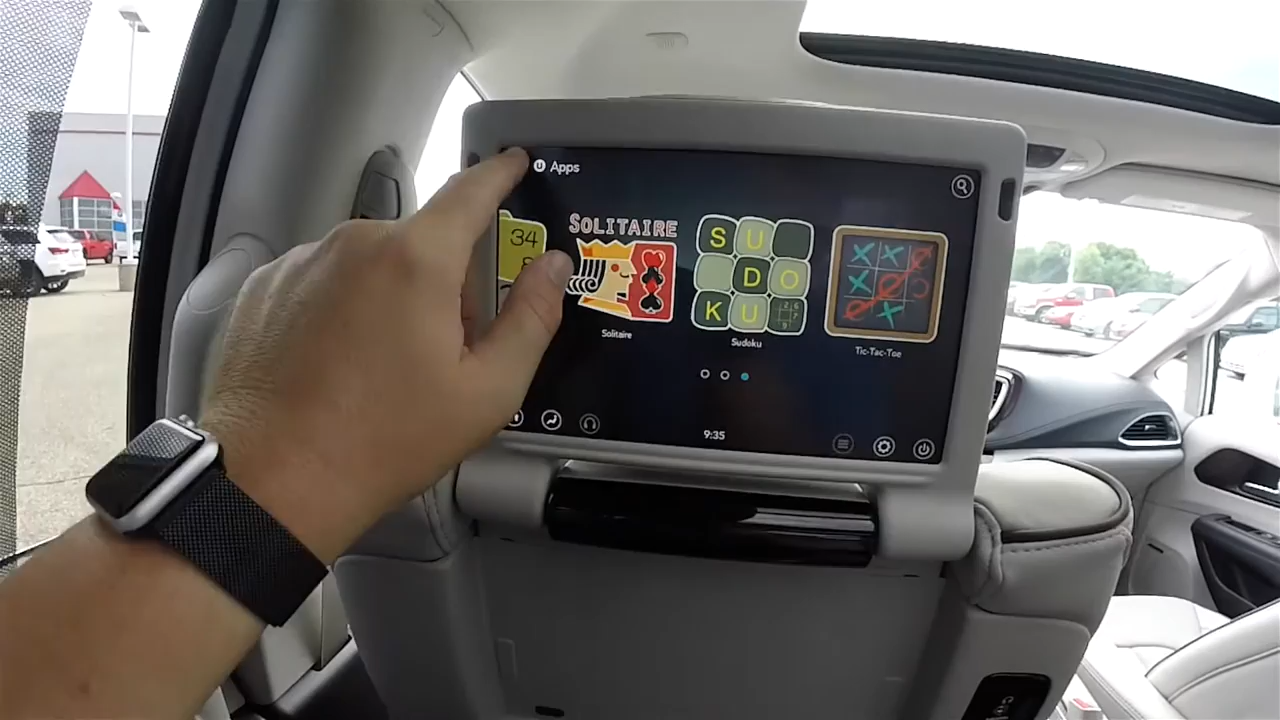 Apps
34
SOLITAIRE
SU
DO
KU
Solitaire
Sudoku
Tic-Tac-Toe
9:35